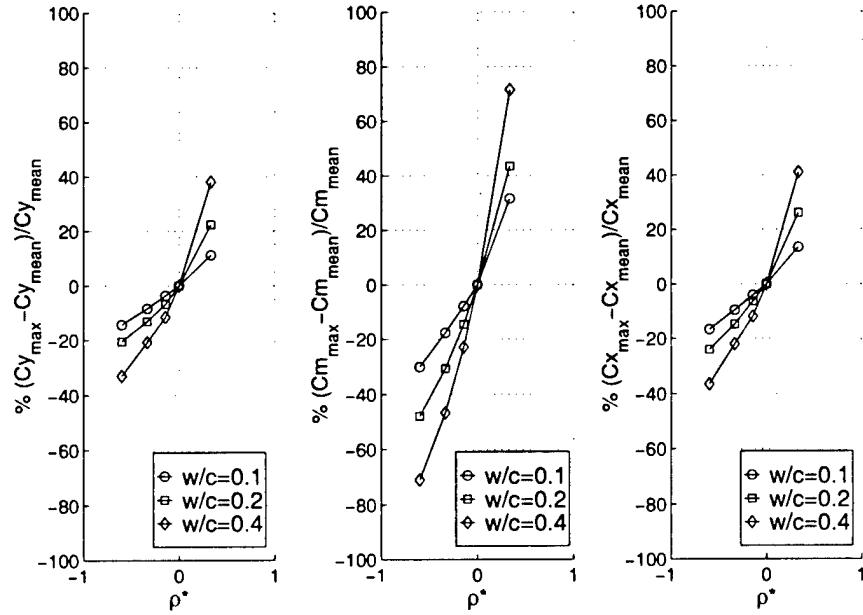 % (Cy_max − Cy_mean)/Cy_mean
100
80
60
40
20
0
−20
−40
−60
−80
−100
w/c=0.1
w/c=0.2
w/c=0.4
−1
0
1
ρ*
% (Cm_max − Cm_mean)/Cm_mean
100
80
60
40
20
0
−20
−40
−60
−80
−100
w/c=0.1
w/c=0.2
w/c=0.4
−1
0
1
ρ*
% (Cx_max − Cx_mean)/Cx_mean
100
80
60
40
20
0
−20
−40
−60
−80
−100
w/c=0.1
w/c=0.2
w/c=0.4
−1
0
1
ρ*